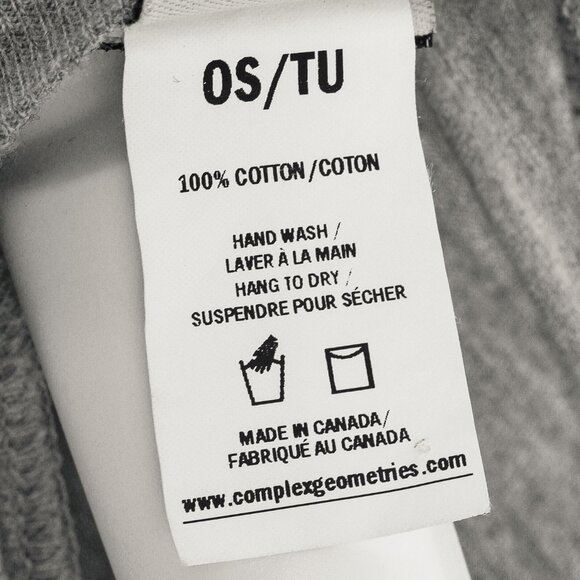 OS/TU
100% COTTON/COTON
HAND WASH/
LAVER À LA MAIN
HANG TO DRY/
SUSPENDRE POUR SÉCHER
MADE IN CANADA/
FABRIQUÉ AU CANADA
www.complexgeometries.com